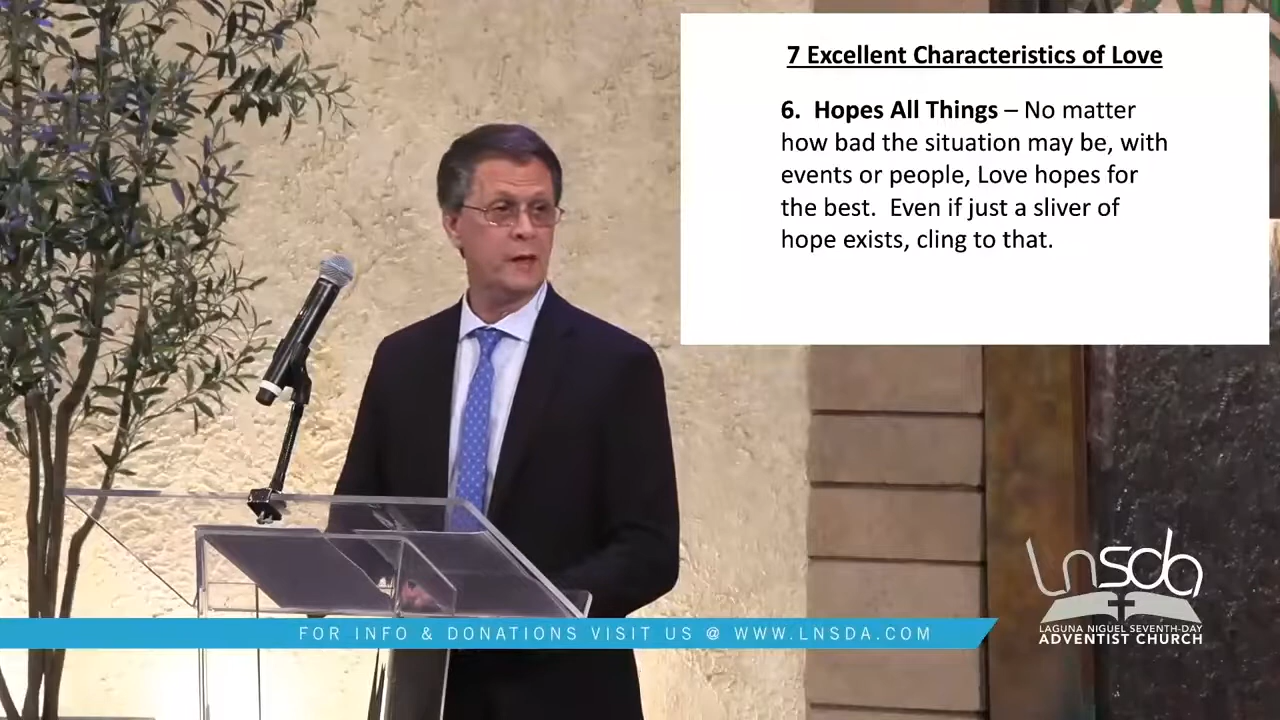 7 Excellent Characteristics of Love
6.  Hopes All Things – No matter
how bad the situation may be, with
events or people, Love hopes for
the best.  Even if just a sliver of
hope exists, cling to that.
FOR INFO & DONATIONS VISIT US @ WWW.LNSDA.COM
Lnsda
LAGUNA NIGUEL SEVENTH-DAY
ADVENTIST CHURCH